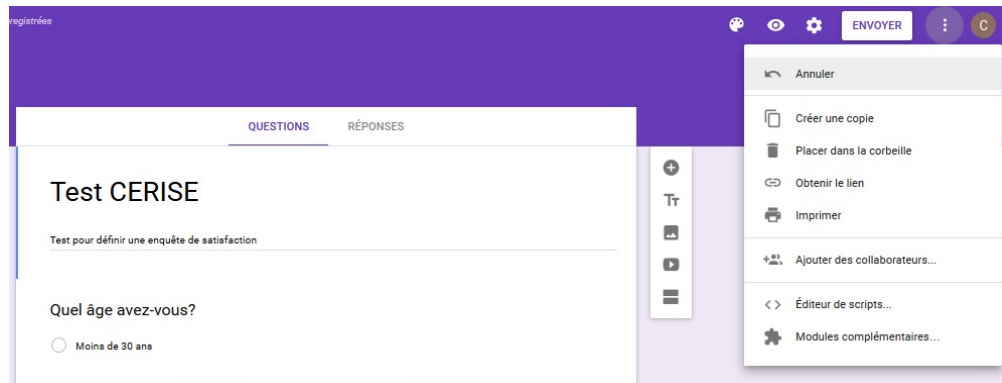 registrées
ENVOYER
C
Annuler
Créer une copie
Placer dans la corbeille
Obtenir le lien
Imprimer
Ajouter des collaborateurs...
Éditeur de scripts...
Modules complémentaires...
QUESTIONS RÉPONSES
Test CERISE
Test pour définir une enquête de satisfaction
Quel âge avez-vous?
Moins de 30 ans
Tт